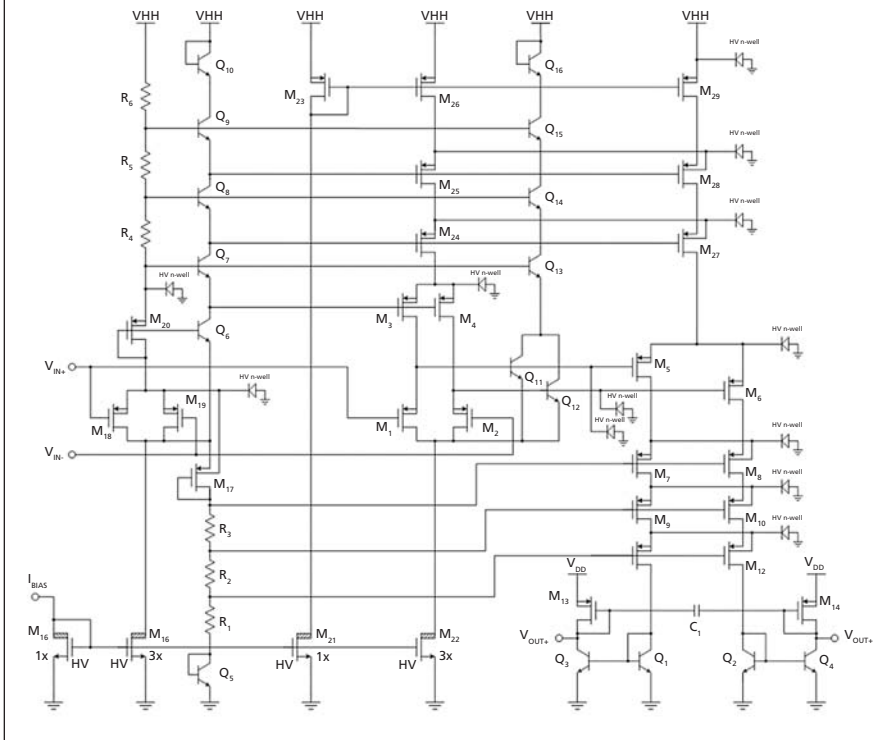 VHH VHH VHH VHH VHH VHH
HV n-well
Q10 Q16
M23 M26 M29
R6
Q9 Q15
HV n-well
R5
M25 M28
Q8 Q14
HV n-well
R4
M24 M27
Q7 Q13
HV n-well HV n-well
M20 M3 M4
Q6
HV n-well
VIN+
M5
Q11
M19 HV n-well
Q12 M6
HV n-well
M18 M1 M2
HV n-well
HV n-well
VIN-
M17 M7 M8
HV n-well
R3
M9 M10
HV n-well
R2
M12
VDD VDD
IBIAS
M13 M14
R1 C1
M16 M16 M21 M22
VOUT+ VOUT+
1x HV HV 3x HV 1x HV 3x
Q5 Q3 Q1 Q2 Q4